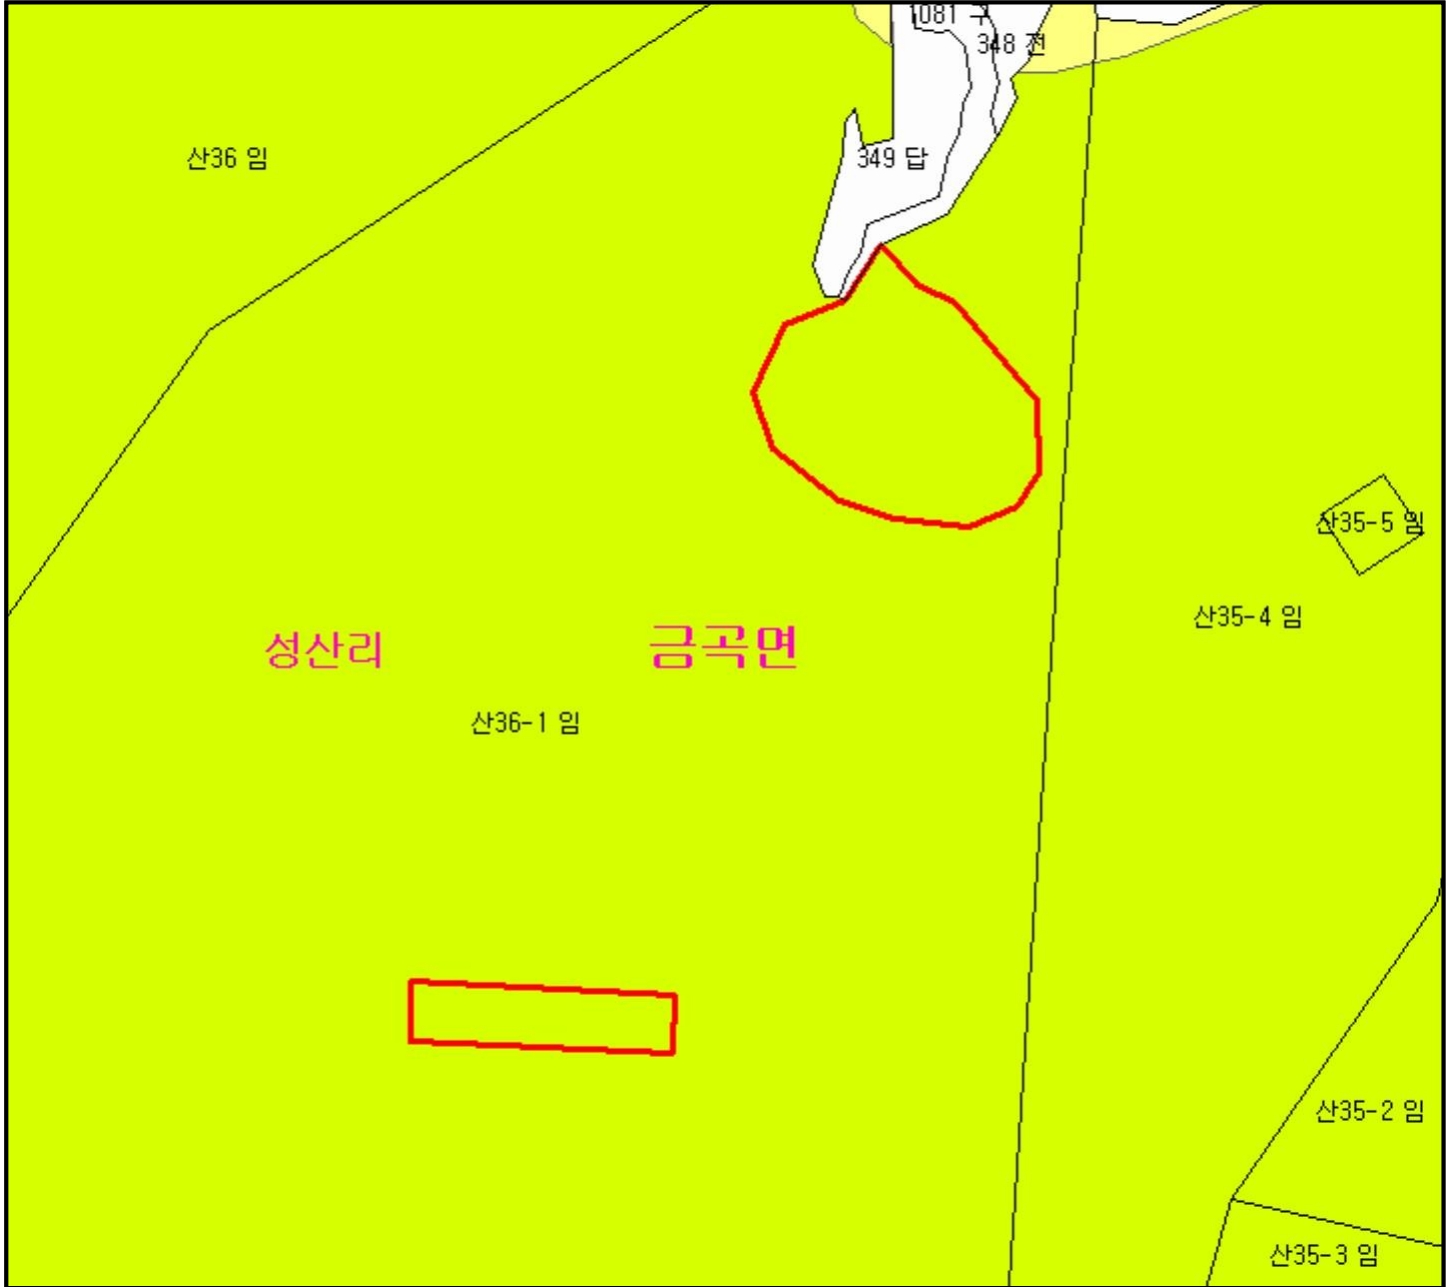 1081 구
348 전
산36 임
349 답
산35-5 임
산35-4 임
성산리
금곡면
산36-1 임
산35-2 임
산35-3 임